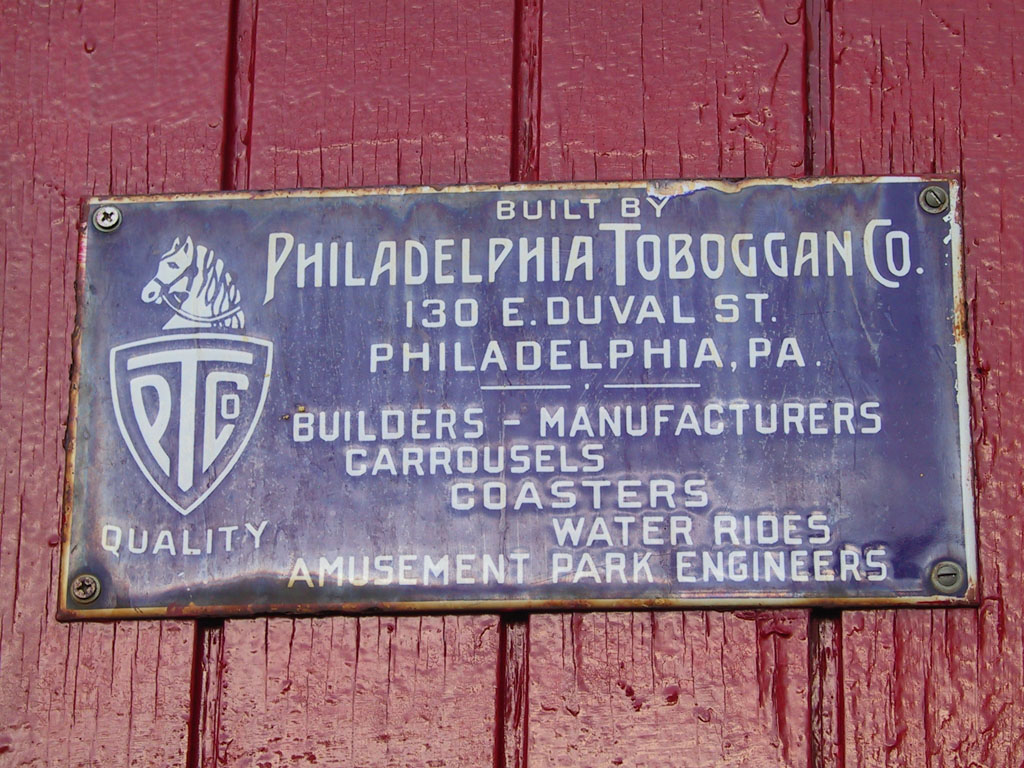 BUILT BY
PHILADELPHIA TOBOGGAN CO.
130 E. DUVAL ST.
PHILADELPHIA, PA.
PTCo
QUALITY
BUILDERS - MANUFACTURERS
CARROUSELS
COASTERS
WATER RIDES
AMUSEMENT PARK ENGINEERS